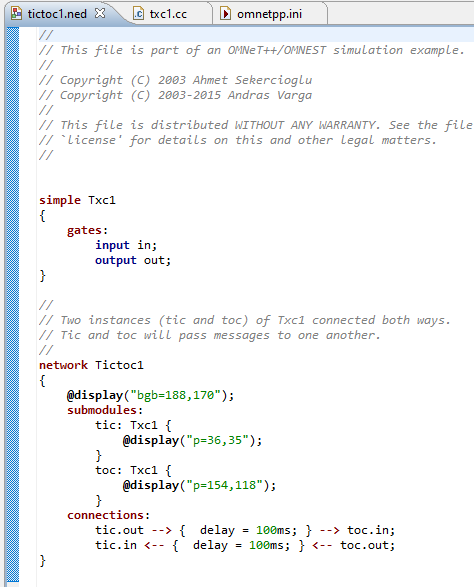 tictoc1.ned txc1.cc omnetpp.ini
//
// This file is part of an OMNeT++/OMNEST simulation example.
//
// Copyright (C) 2003 Ahmet Sekercioglu
// Copyright (C) 2003-2015 Andras Varga
//
// This file is distributed WITHOUT ANY WARRANTY. See the file
// `license' for details on this and other legal matters.
//
simple Txc1
{
    gates:
        input in;
        output out;
}
//
// Two instances (tic and toc) of Txc1 connected both ways.
// Tic and toc will pass messages to one another.
//
network Tictoc1
{
    @display("bgb=188,170");
    submodules:
        tic: Txc1 {
            @display("p=36,35");
        }
        toc: Txc1 {
            @display("p=154,118");
        }
    connections:
        tic.out --> {  delay = 100ms; } --> toc.in;
        tic.in <-- {  delay = 100ms; } <-- toc.out;
}